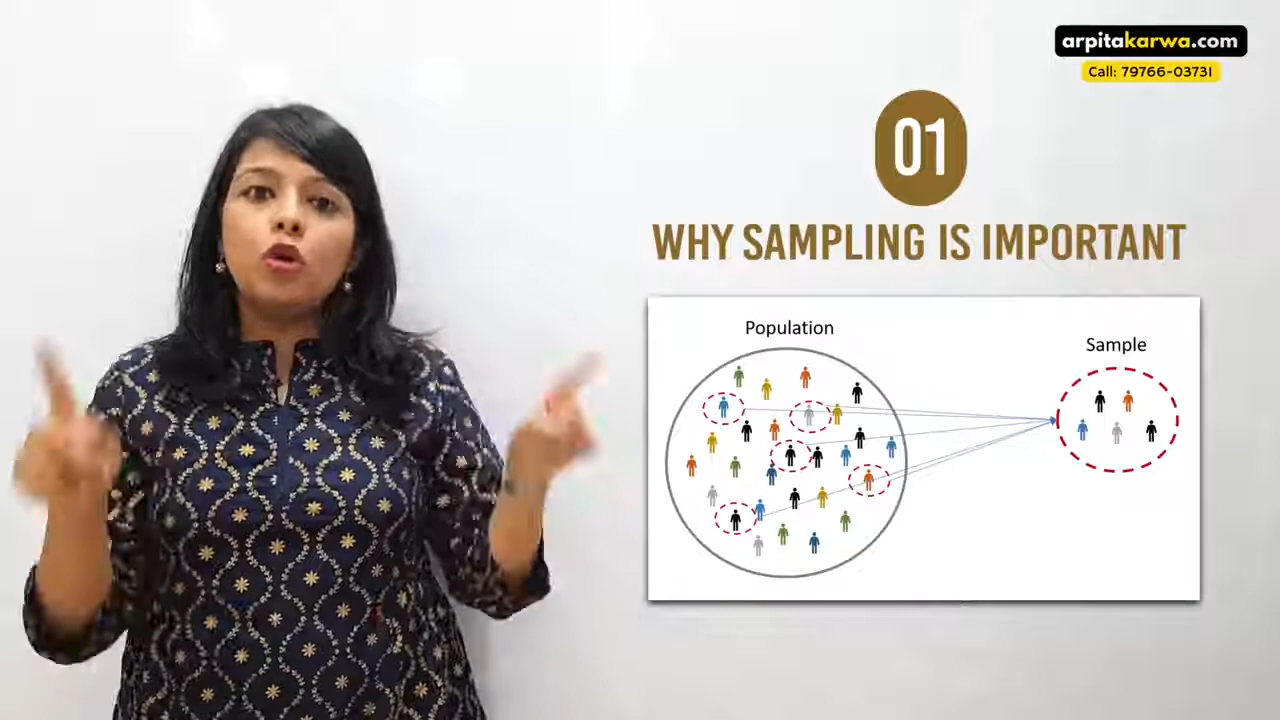 arpitakarwa.com
Call: 79766-03731
01
WHY SAMPLING IS IMPORTANT
Population
Sample